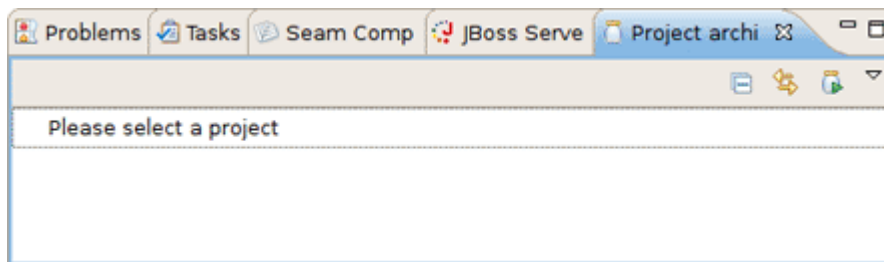 Problems Tasks Seam Comp JBoss Serve Project archi
Please select a project